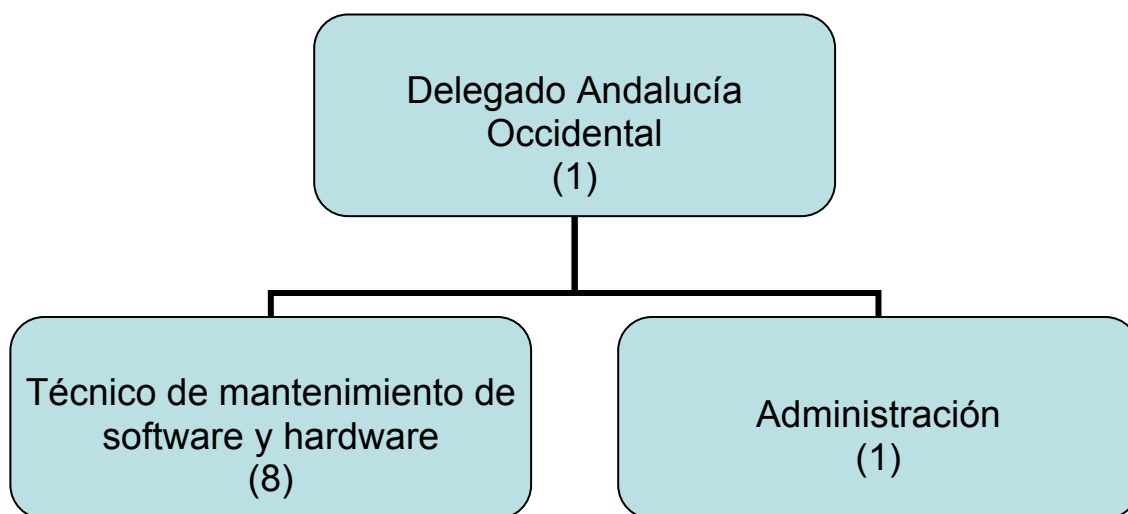 Delegado Andalucía
Occidental
(1)
Técnico de mantenimiento de
software y hardware
(8)
Administración
(1)